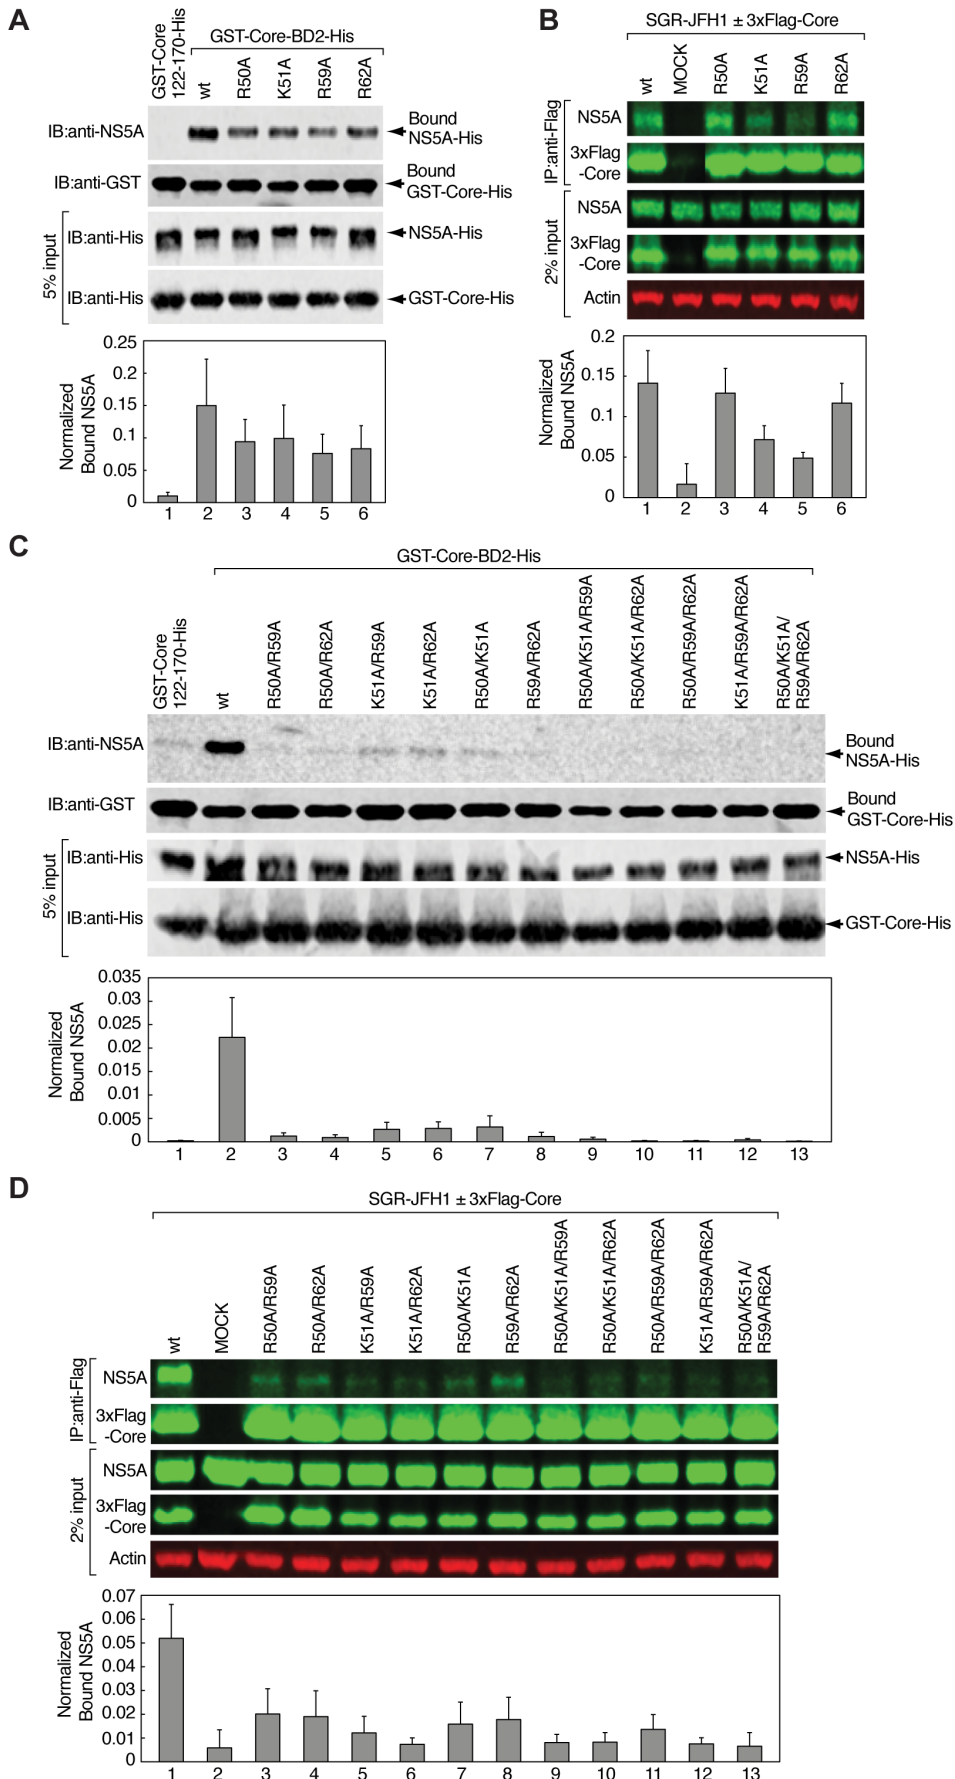 A
GST-Core
122-170-His
GST-Core-BD2-His
wt
R50A
K51A
R59A
R62A
IB:anti-NS5A
Bound
NS5A-His
IB:anti-GST
Bound
GST-Core-His
5% input
IB:anti-His
NS5A-His
IB:anti-His
GST-Core-His
Normalized
Bound NS5A
0.25
0.2
0.15
0.1
0.05
0
1 2 3 4 5 6
B
SGR-JFH1 ± 3xFlag-Core
wt
MOCK
R50A
K51A
R59A
R62A
IP:anti-Flag
NS5A
3xFlag
-Core
2% input
NS5A
3xFlag
-Core
Actin
Normalized
Bound NS5A
0.2
0.15
0.1
0.05
0
1 2 3 4 5 6
C
GST-Core-BD2-His
GST-Core
122-170-His
wt
R50A/R59A
R50A/R62A
K51A/R59A
K51A/R62A
R50A/K51A
R59A/R62A
R50A/K51A/R59A
R50A/K51A/R62A
R50A/R59A/R62A
K51A/R59A/R62A
R50A/K51A/
R59A/R62A
IB:anti-NS5A
Bound
NS5A-His
IB:anti-GST
Bound
GST-Core-His
5% input
IB:anti-His
NS5A-His
IB:anti-His
GST-Core-His
Normalized
Bound NS5A
0.035
0.03
0.025
0.02
0.015
0.01
0.005
0
1 2 3 4 5 6 7 8 9 10 11 12 13
D
SGR-JFH1 ± 3xFlag-Core
wt
MOCK
R50A/R59A
R50A/R62A
K51A/R59A
K51A/R62A
R50A/K51A
R59A/R62A
R50A/K51A/R59A
R50A/K51A/R62A
R50A/R59A/R62A
K51A/R59A/R62A
R50A/K51A/
R59A/R62A
IP:anti-Flag
NS5A
3xFlag
-Core
2% input
NS5A
3xFlag
-Core
Actin
Normalized
Bound NS5A
0.07
0.06
0.05
0.04
0.03
0.02
0.01
0
1 2 3 4 5 6 7 8 9 10 11 12 13